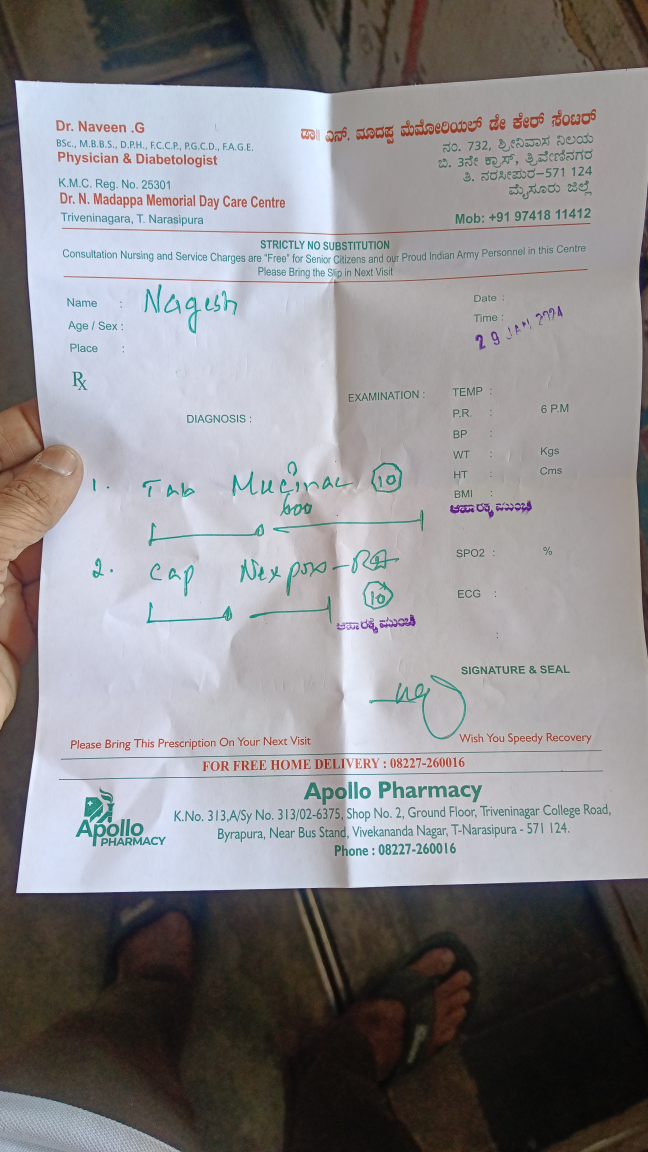 Dr. Naveen .G
BSc., M.B.B.S., D.P.H., F.C.C.P., P.G.C.D., F.A.G.E.
Physician & Diabetologist
K.M.C. Reg. No. 25301
Dr. N. Madappa Memorial Day Care Centre
Triveninagara, T. Narasipura
ಡಾ|| ಎನ್. ಮಾದಪ್ಪ ಮೆಮೋರಿಯಲ್ ಡೇ ಕೇರ್ ಸೆಂಟರ್
ನಂ. 732, ಶ್ರೀನಿವಾಸ ನಿಲಯ
ಬಿ. 3ನೇ ಕ್ರಾಸ್, ತ್ರಿವೇಣಿನಗರ
ತಿ. ನರಸೀಪುರ-571 124
ಮೈಸೂರು ಜಿಲ್ಲೆ
Mob: +91 97418 11412
STRICTLY NO SUBSTITUTION
Consultation Nursing and Service Charges are "Free" for Senior Citizens and our Proud Indian Army Personnel in this Centre
Please Bring the Slip in Next Visit
Name : Nagesh
Age / Sex :
Place :
Date :
Time :
29 JAN 2024
Rx
DIAGNOSIS :
EXAMINATION :
TEMP :
P.R. : 6 P.M
BP :
WT : Kgs
HT : Cms
BMI :
ಆಹಾರಕ್ಕೆ ಮುಂಚೆ
SPO2 : %
ECG :
:
1. Tab Mucinac 10
600
2. Cap
10
ಆಹಾರಕ್ಕೆ ಮುಂಚೆ
SIGNATURE & SEAL
Please Bring This Prescription On Your Next Visit
Wish You Speedy Recovery
FOR FREE HOME DELIVERY : 08227-260016
Apollo PHARMACY
Apollo Pharmacy
K.No. 313,A/Sy No. 313/02-6375, Shop No. 2, Ground Floor, Triveninagar College Road,
Byrapura, Near Bus Stand, Vivekananda Nagar, T-Narasipura - 571 124.
Phone : 08227-260016